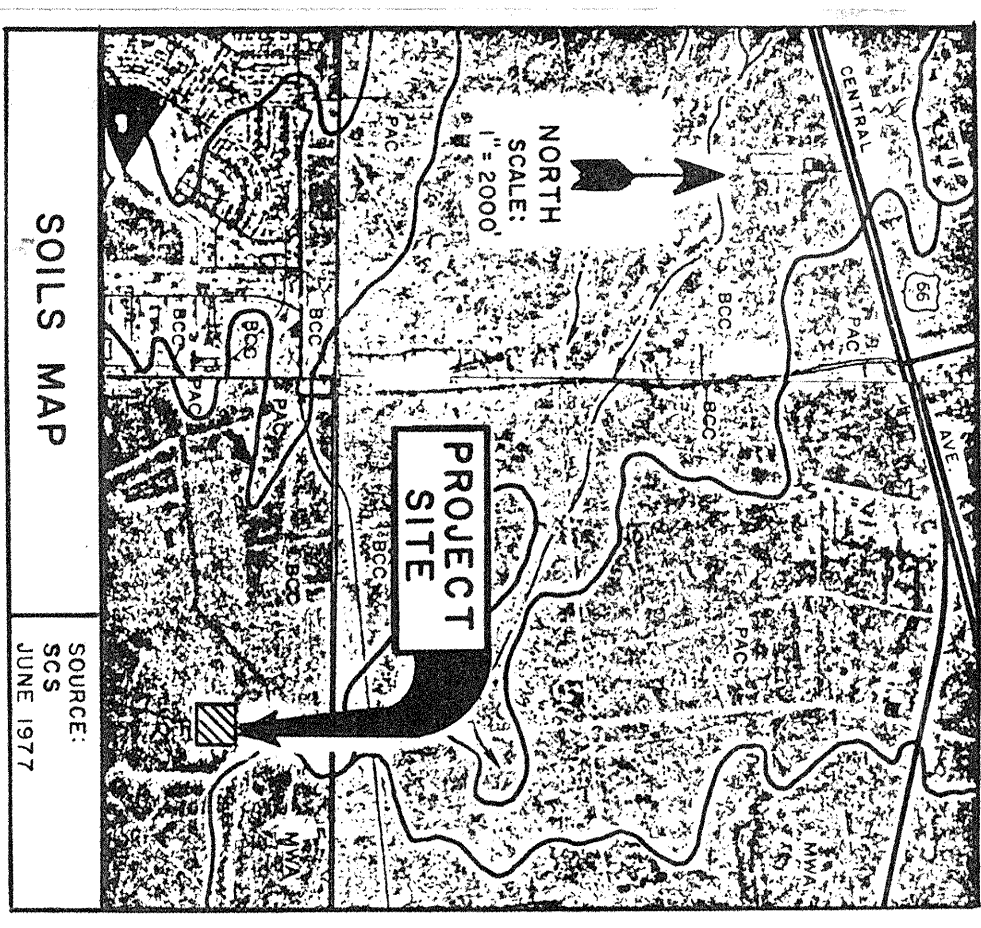 CENTRAL
66
AVE
PAC
NORTH
SCALE:
1" = 2000'
BCC
PAC
BCC
PAC
BCC
BCC
BCC
PAC
PAC
PROJECT
SITE
BCC
BCC
MWA
MWA
SOILS MAP
SOURCE:
SCS
JUNE 1977